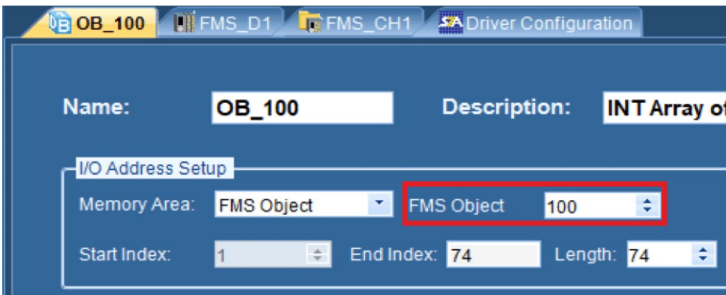 OB_100 FMS_D1 FMS_CH1 Driver Configuration
Name: OB_100 Description: INT Array of
I/O Address Setup
Memory Area: FMS Object FMS Object 100
Start Index: 1 End Index: 74 Length: 74